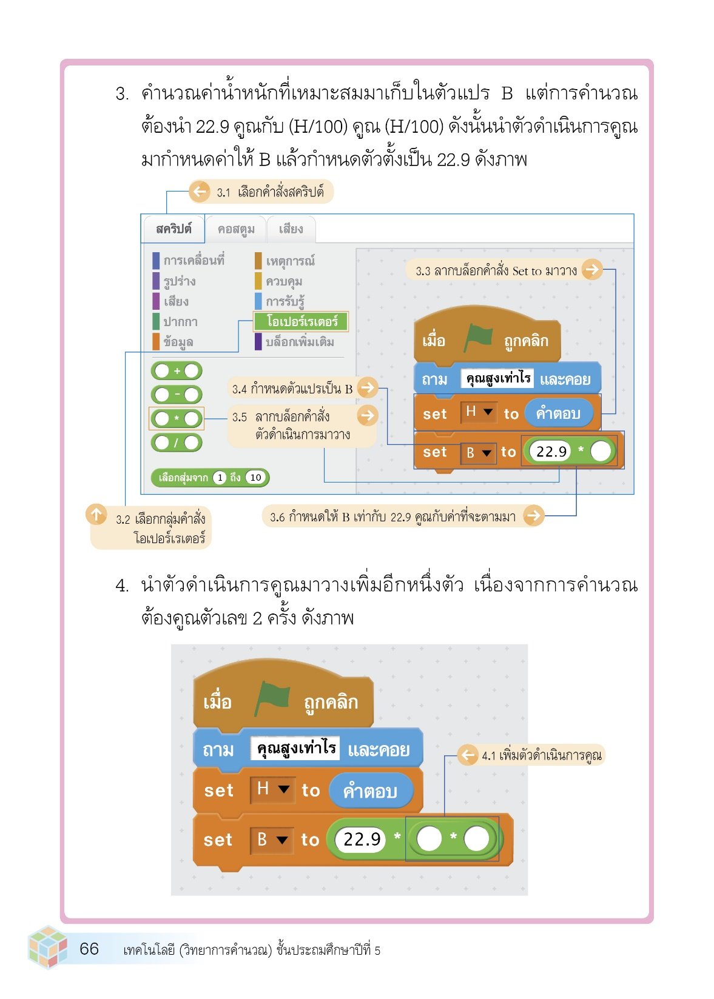 3. คำนวณค่าน้ำหนักที่เหมาะสมมาเก็บในตัวแปร B แต่การคำนวณ
ต้องนำ 22.9 คูณกับ (H/100) คูณ (H/100) ดังนั้นนำตัวดำเนินการคูณ
มากำหนดค่าให้ B แล้วกำหนดตัวตั้งเป็น 22.9 ดังภาพ
3.1 เลือกคำสั่งสคริปต์
สคริปต์ คอสตูม เสียง
การเคลื่อนที่ เหตุการณ์
รูปร่าง ควบคุม
เสียง การรับรู้
ปากกา โอเปอร์เรเตอร์
ข้อมูล บล็อกเพิ่มเติม
+
-
*
/
เลือกสุ่มจาก 1 ถึง 10
3.3 ลากบล็อกคำสั่ง Set to มาวาง
เมื่อ ถูกคลิก
ถาม คุณสูงเท่าไร และคอย
set H to คำตอบ
set B to 22.9 *
3.4 กำหนดตัวแปรเป็น B
3.5 ลากบล็อกคำสั่ง
ตัวดำเนินการมาวาง
3.2 เลือกกลุ่มคำสั่ง
โอเปอร์เรเตอร์
3.6 กำหนดให้ B เท่ากับ 22.9 คูณกับค่าที่จะตามมา
4. นำตัวดำเนินการคูณมาวางเพิ่มอีกหนึ่งตัว เนื่องจากการคำนวณ
ต้องคูณตัวเลข 2 ครั้ง ดังภาพ
เมื่อ ถูกคลิก
ถาม คุณสูงเท่าไร และคอย
set H to คำตอบ
set B to 22.9 * *
4.1 เพิ่มตัวดำเนินการคูณ
66 เทคโนโลยี (วิทยาการคำนวณ) ชั้นประถมศึกษาปีที่ 5